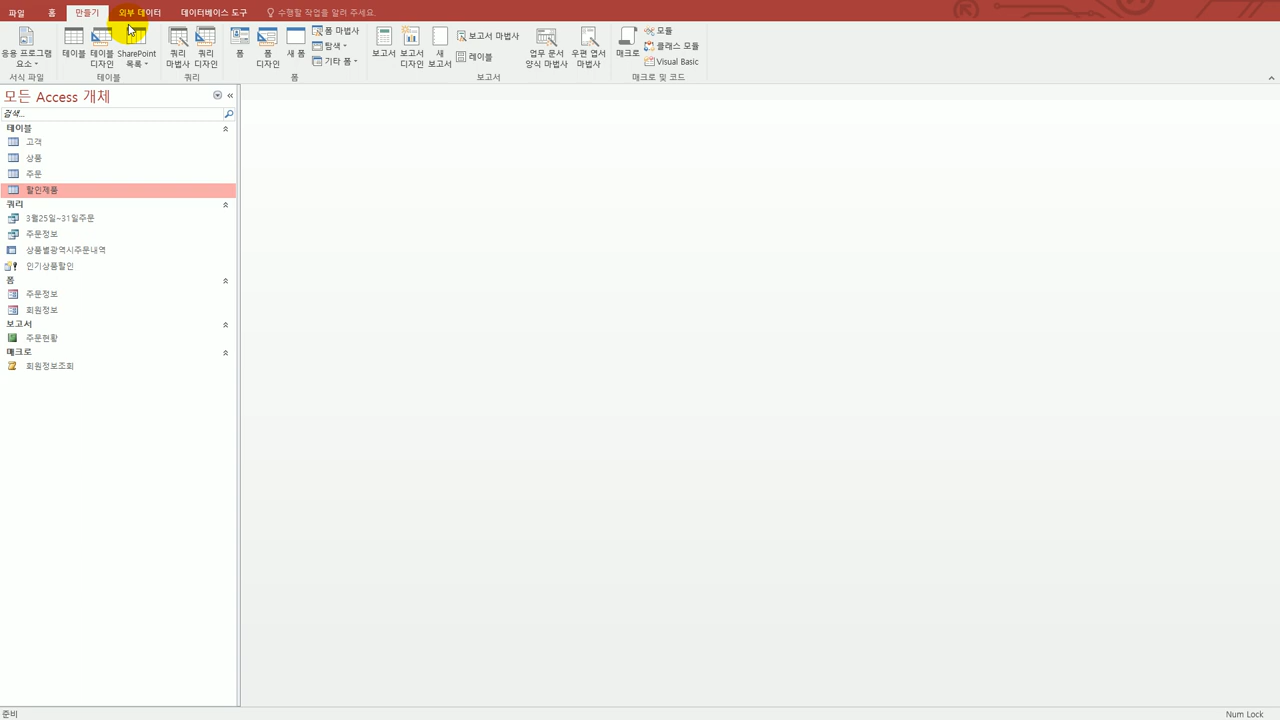 파일 홈 만들기 외부 데이터 데이터베이스 도구 수행할 작업을 알려 주세요.
응용 프로그램 요소
서식 파일
테이블
테이블 디자인
SharePoint 목록
테이블
쿼리 마법사
쿼리 디자인
쿼리
폼
폼 디자인
새 폼
폼 마법사
탐색
기타 폼
폼
보고서
보고서 디자인
새 보고서
보고서 마법사
레이블
보고서
업무 문서 양식 마법사
우편 엽서 마법사
매크로
모듈
클래스 모듈
Visual Basic
매크로 및 코드
모든 Access 개체
검색...
테이블
고객
상품
주문
할인제품
쿼리
3월25일~31일주문
주문정보
상품별광역시주문내역
인기상품할인
폼
주문정보
회원정보
보고서
주문현황
매크로
회원정보조회
준비
Num Lock